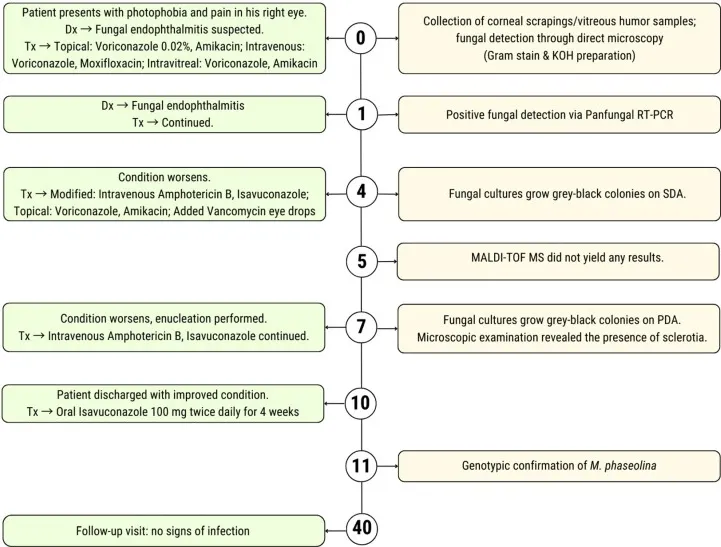 Patient presents with photophobia and pain in his right eye.
Dx → Fungal endophthalmitis suspected.
Tx → Topical: Voriconazole 0.02%, Amikacin; Intravenous:
Voriconazole, Moxifloxacin; Intravitreal: Voriconazole, Amikacin
0
Collection of corneal scrapings/vitreous humor samples;
fungal detection through direct microscopy
(Gram stain & KOH preparation)
Dx → Fungal endophthalmitis
Tx → Continued.
1
Positive fungal detection via Panfungal RT-PCR
Condition worsens.
Tx → Modified: Intravenous Amphotericin B, Isavuconazole;
Topical: Voriconazole, Amikacin; Added Vancomycin eye drops
4
Fungal cultures grow grey-black colonies on SDA.
5
MALDI-TOF MS did not yield any results.
Condition worsens, enucleation performed.
Tx → Intravenous Amphotericin B, Isavuconazole continued.
7
Fungal cultures grow grey-black colonies on PDA.
Microscopic examination revealed the presence of sclerotia.
Patient discharged with improved condition.
Tx → Oral Isavuconazole 100 mg twice daily for 4 weeks
10
11
Genotypic confirmation of M. phaseolina
Follow-up visit: no signs of infection
40